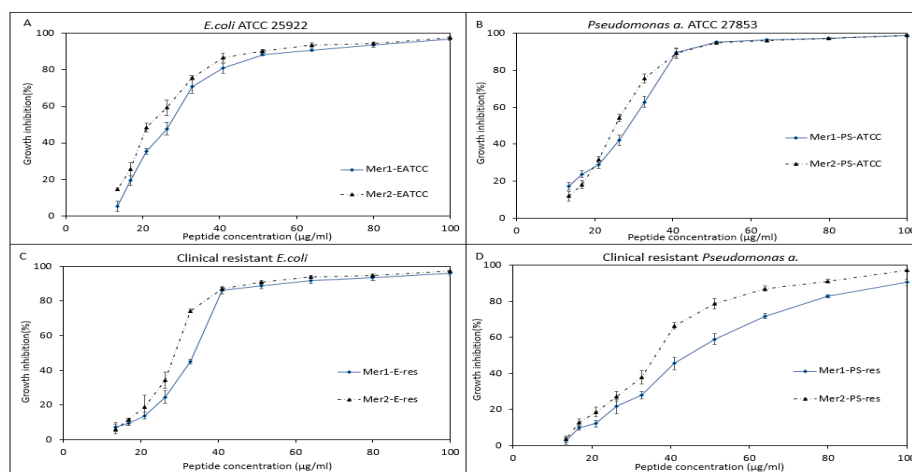 A
E.coli ATCC 25922
Growth inhibition(%)
100
80
60
40
20
0
0 20 40 60 80 100
Peptide concentration (µg/ml)
Mer1-EATCC
Mer2-EATCC
B
Pseudomonas a. ATCC 27853
Growth inhibition(%)
100
80
60
40
20
0
0 20 40 60 80 100
Peptide concentration (µg/ml)
Mer1-PS-ATCC
Mer2-PS-ATCC
C
Clinical resistant E.coli
Growth inhibition(%)
100
80
60
40
20
0
0 20 40 60 80 100
Peptide concentration (µg/ml)
Mer1-E-res
Mer2-E-res
D
Clinical resistant Pseudomonas a.
Growth inhibition(%)
100
80
60
40
20
0
0 20 40 60 80 100
Peptide concentration (µg/ml)
Mer1-PS-res
Mer2-PS-res